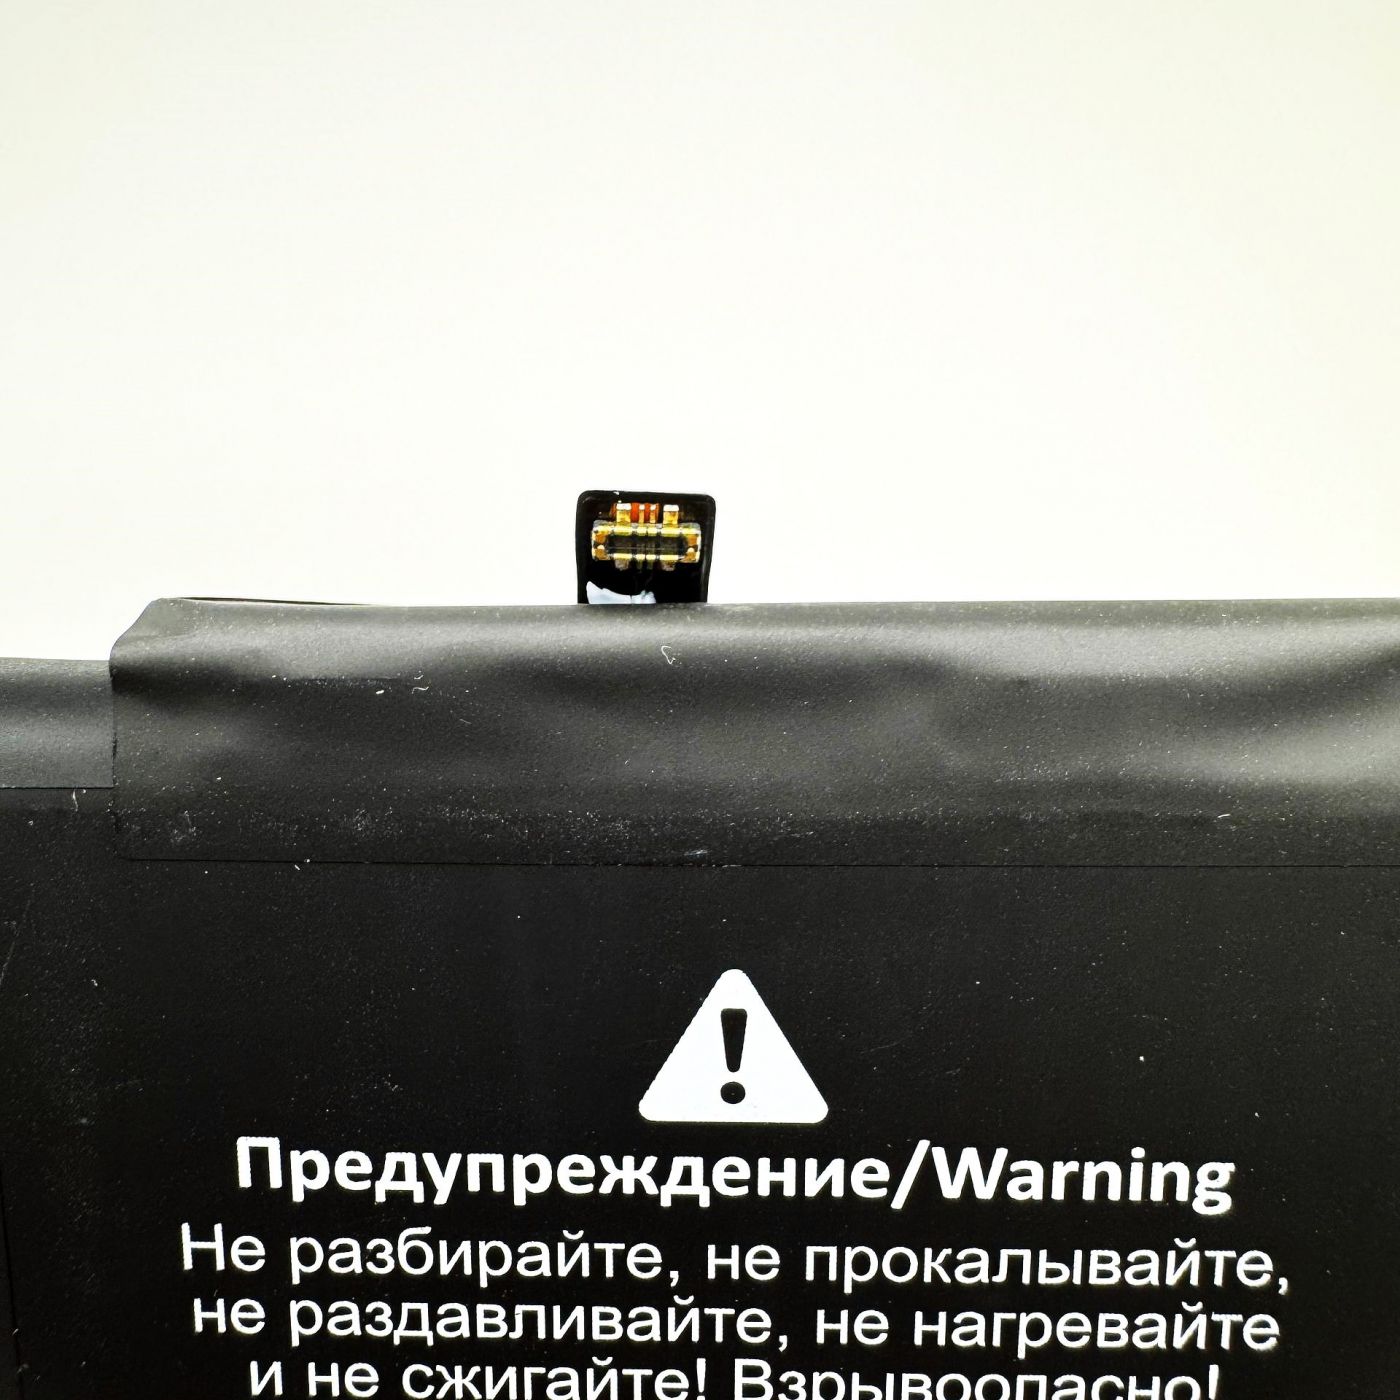 Предупреждение/Warning
Не разбирайте, не прокалывайте,
не раздавливайте, не нагревайте
и не сжигайте! Взрывоопасно!